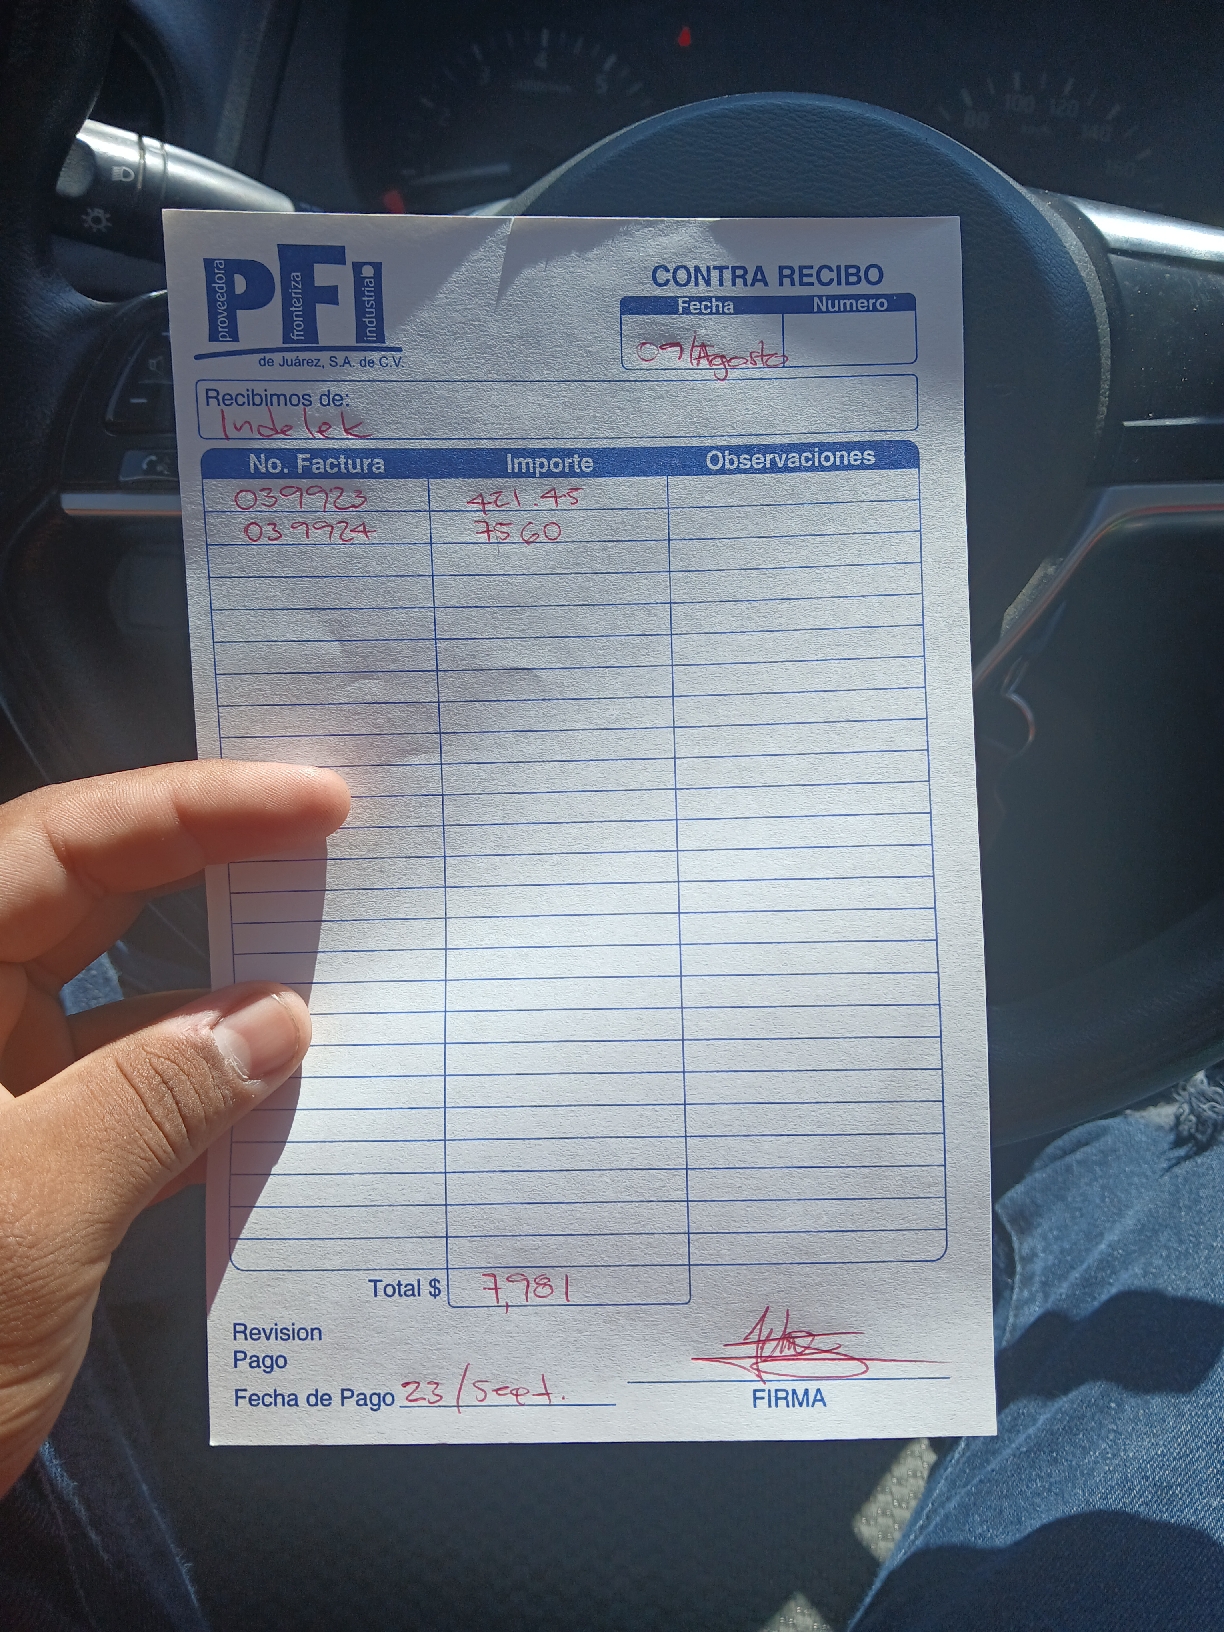 proveedora
fronteriza
industrial
PFI
de Juárez, S.A. de C.V.
CONTRA RECIBO
Fecha Numero
09/Agosto
Recibimos de:
Indelek
No. Factura Importe Observaciones
039923 421.45
039924 7560
Total $ 7,981
Revision
Pago
Fecha de Pago 23/Sept.
FIRMA